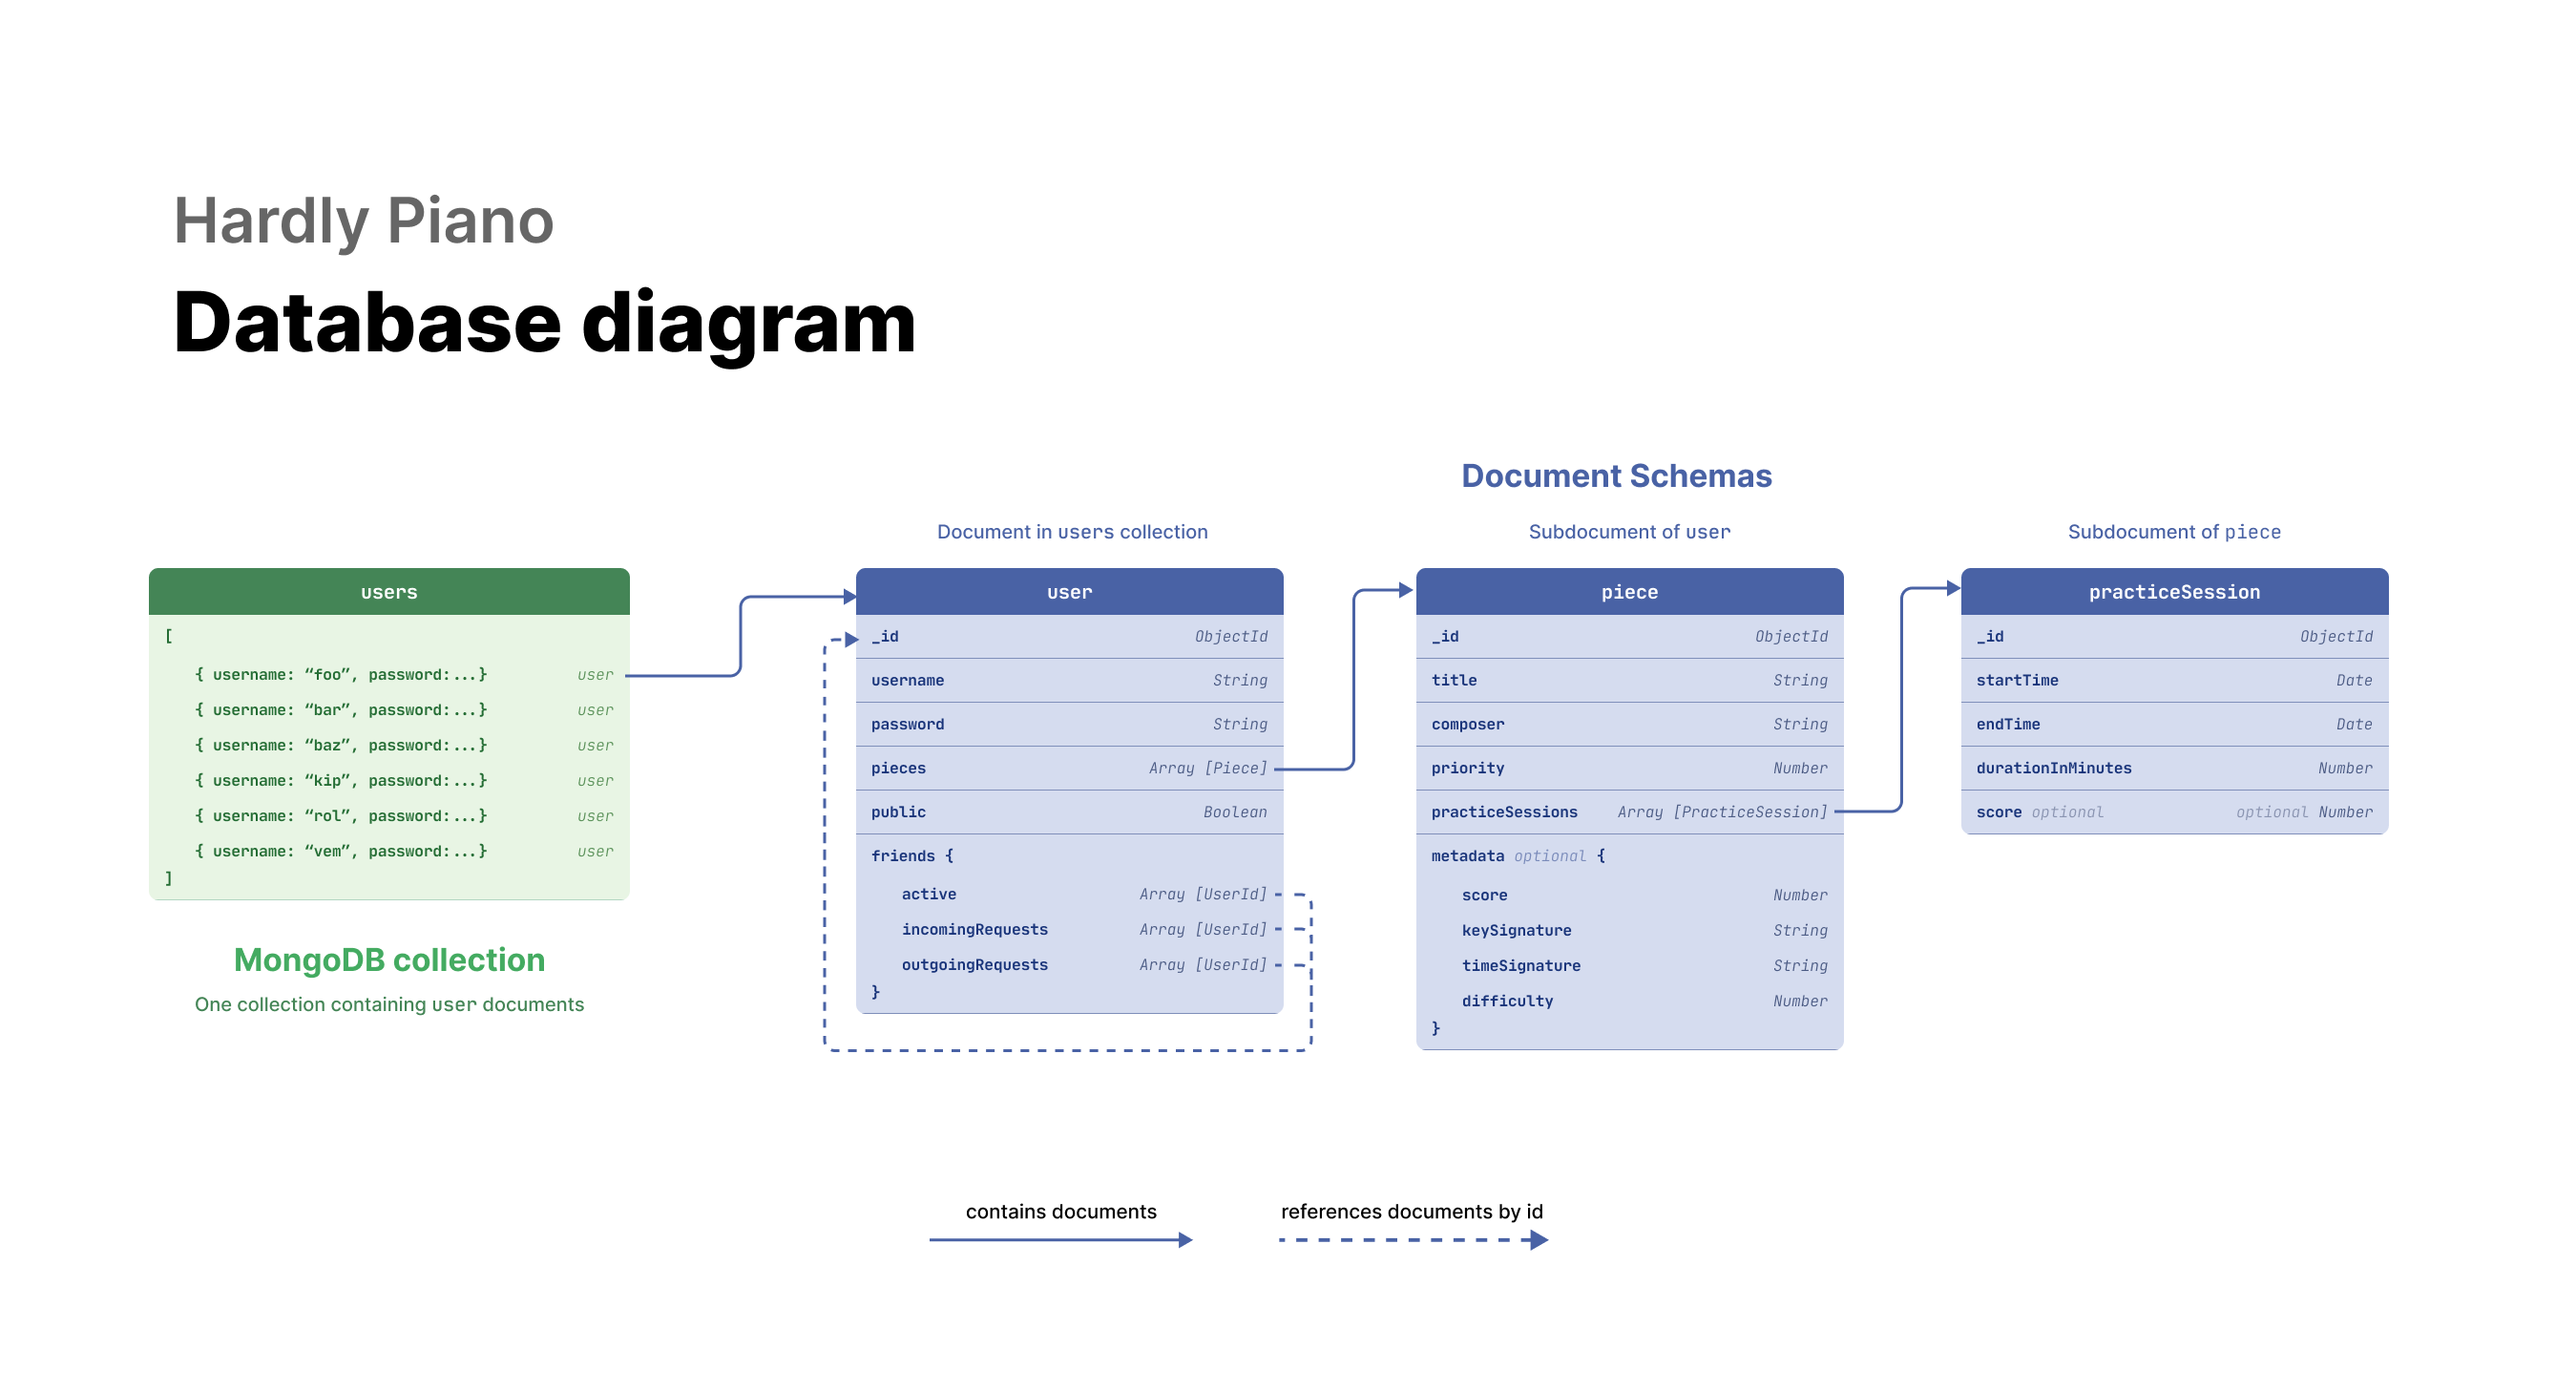 Hardly Piano
Database diagram
Document Schemas
Document in users collection
Subdocument of user
Subdocument of piece
users
[
{ username: “foo”, password:...} user
{ username: “bar”, password:...} user
{ username: “baz”, password:...} user
{ username: “kip”, password:...} user
{ username: “rol”, password:...} user
{ username: “vem”, password:...} user
]
MongoDB collection
One collection containing user documents
user
_id ObjectId
username String
password String
pieces Array [Piece]
public Boolean
friends {
active Array [UserId]
incomingRequests Array [UserId]
outgoingRequests Array [UserId]
}
piece
_id ObjectId
title String
composer String
priority Number
practiceSessions Array [PracticeSession]
metadata optional {
score Number
keySignature String
timeSignature String
difficulty Number
}
practiceSession
_id ObjectId
startTime Date
endTime Date
durationInMinutes Number
score optional optional Number
contains documents
references documents by id